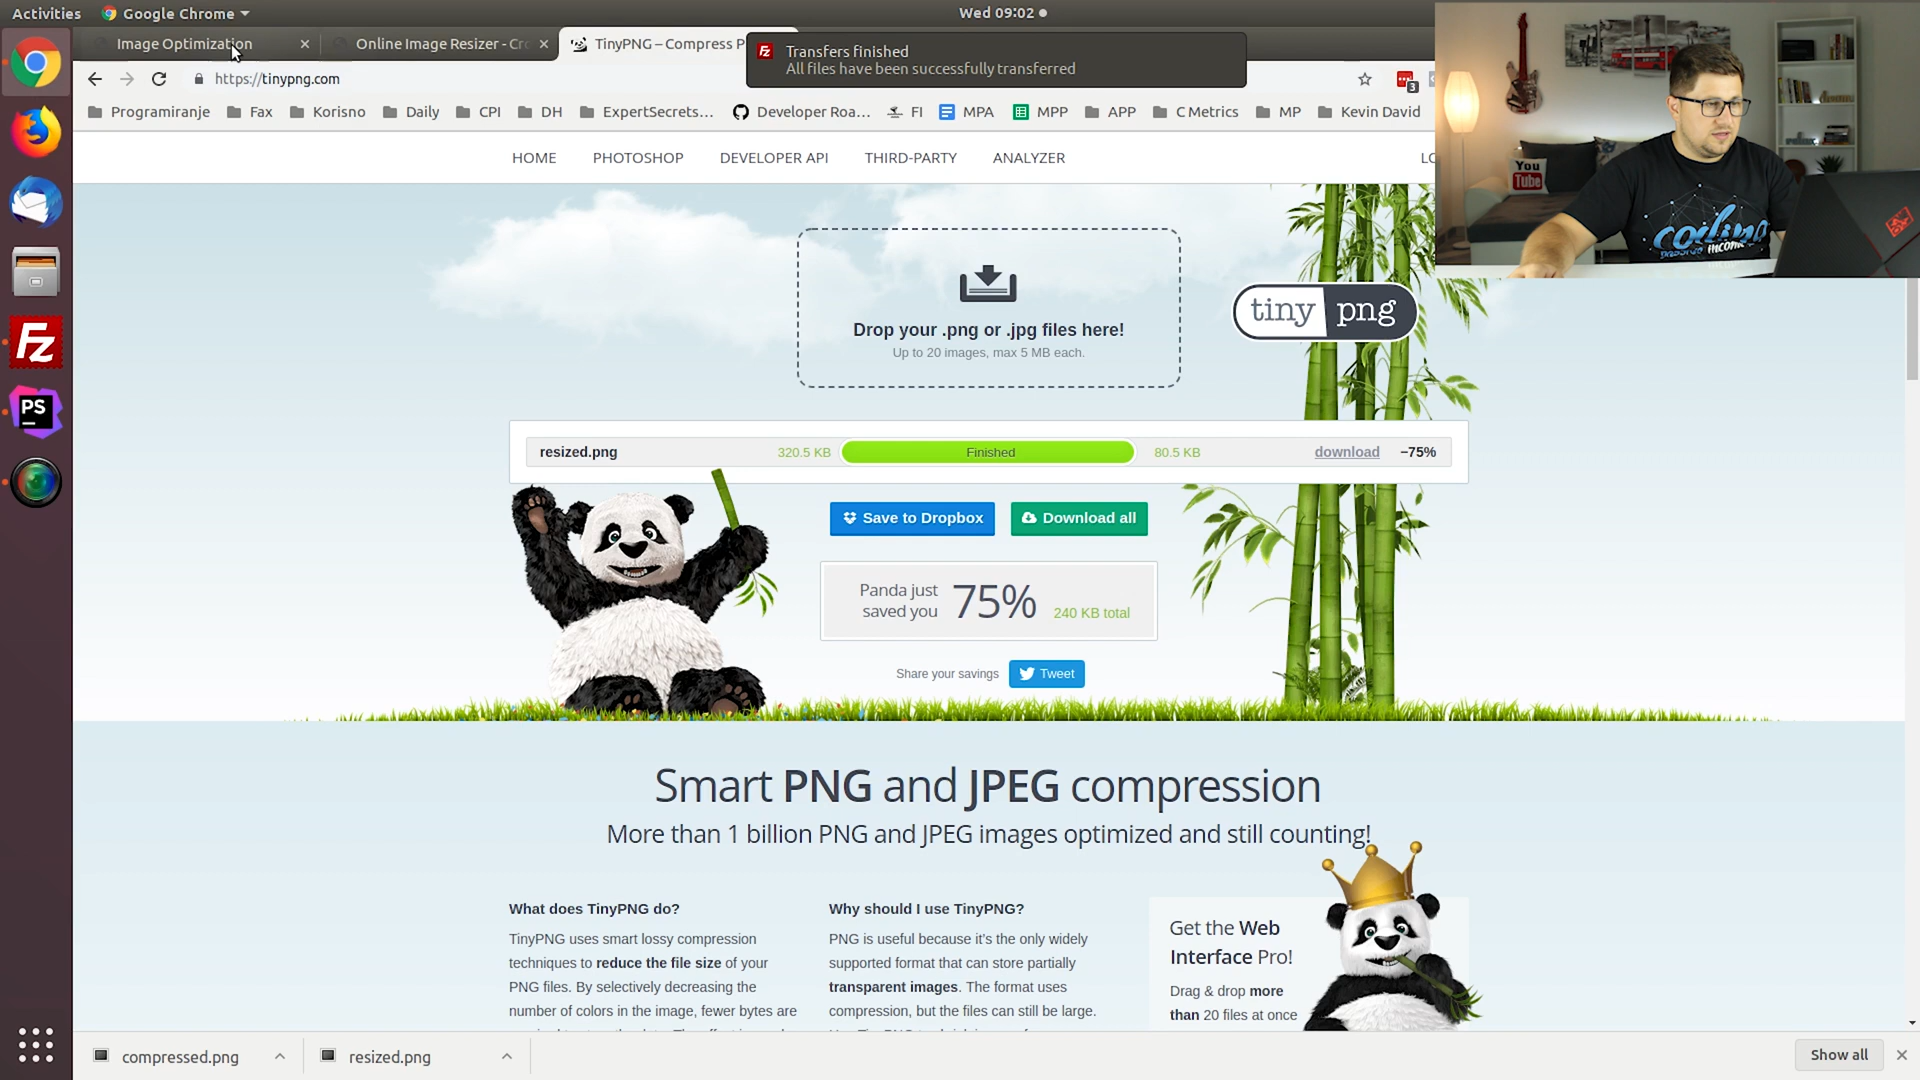 Activities
Google Chrome
Wed 09:02
Image Optimization
Online Image Resizer - Cro
TinyPNG – Compress P
Transfers finished
All files have been successfully transferred
https://tinypng.com
3
Programiranje
Fax
Korisno
Daily
CPI
DH
ExpertSecrets...
Developer Roa...
FI
MPA
MPP
APP
C Metrics
MP
Kevin David
HOME
PHOTOSHOP
DEVELOPER API
THIRD-PARTY
ANALYZER
LO
You
Tube
coding
passive income
Drop your .png or .jpg files here!
Up to 20 images, max 5 MB each.
tiny png
resized.png
320.5 KB
Finished
80.5 KB
download
−75%
Save to Dropbox
Download all
Panda just
saved you
75%
240 KB total
Share your savings
Tweet
Smart PNG and JPEG compression
More than 1 billion PNG and JPEG images optimized and still counting!
What does TinyPNG do?
TinyPNG uses smart lossy compression
techniques to reduce the file size of your
PNG files. By selectively decreasing the
number of colors in the image, fewer bytes are
Why should I use TinyPNG?
PNG is useful because it's the only widely
supported format that can store partially
transparent images. The format uses
compression, but the files can still be large.
Get the Web
Interface Pro!
Drag & drop more
than 20 files at once
Fz
PS
compressed.png
resized.png
Show all